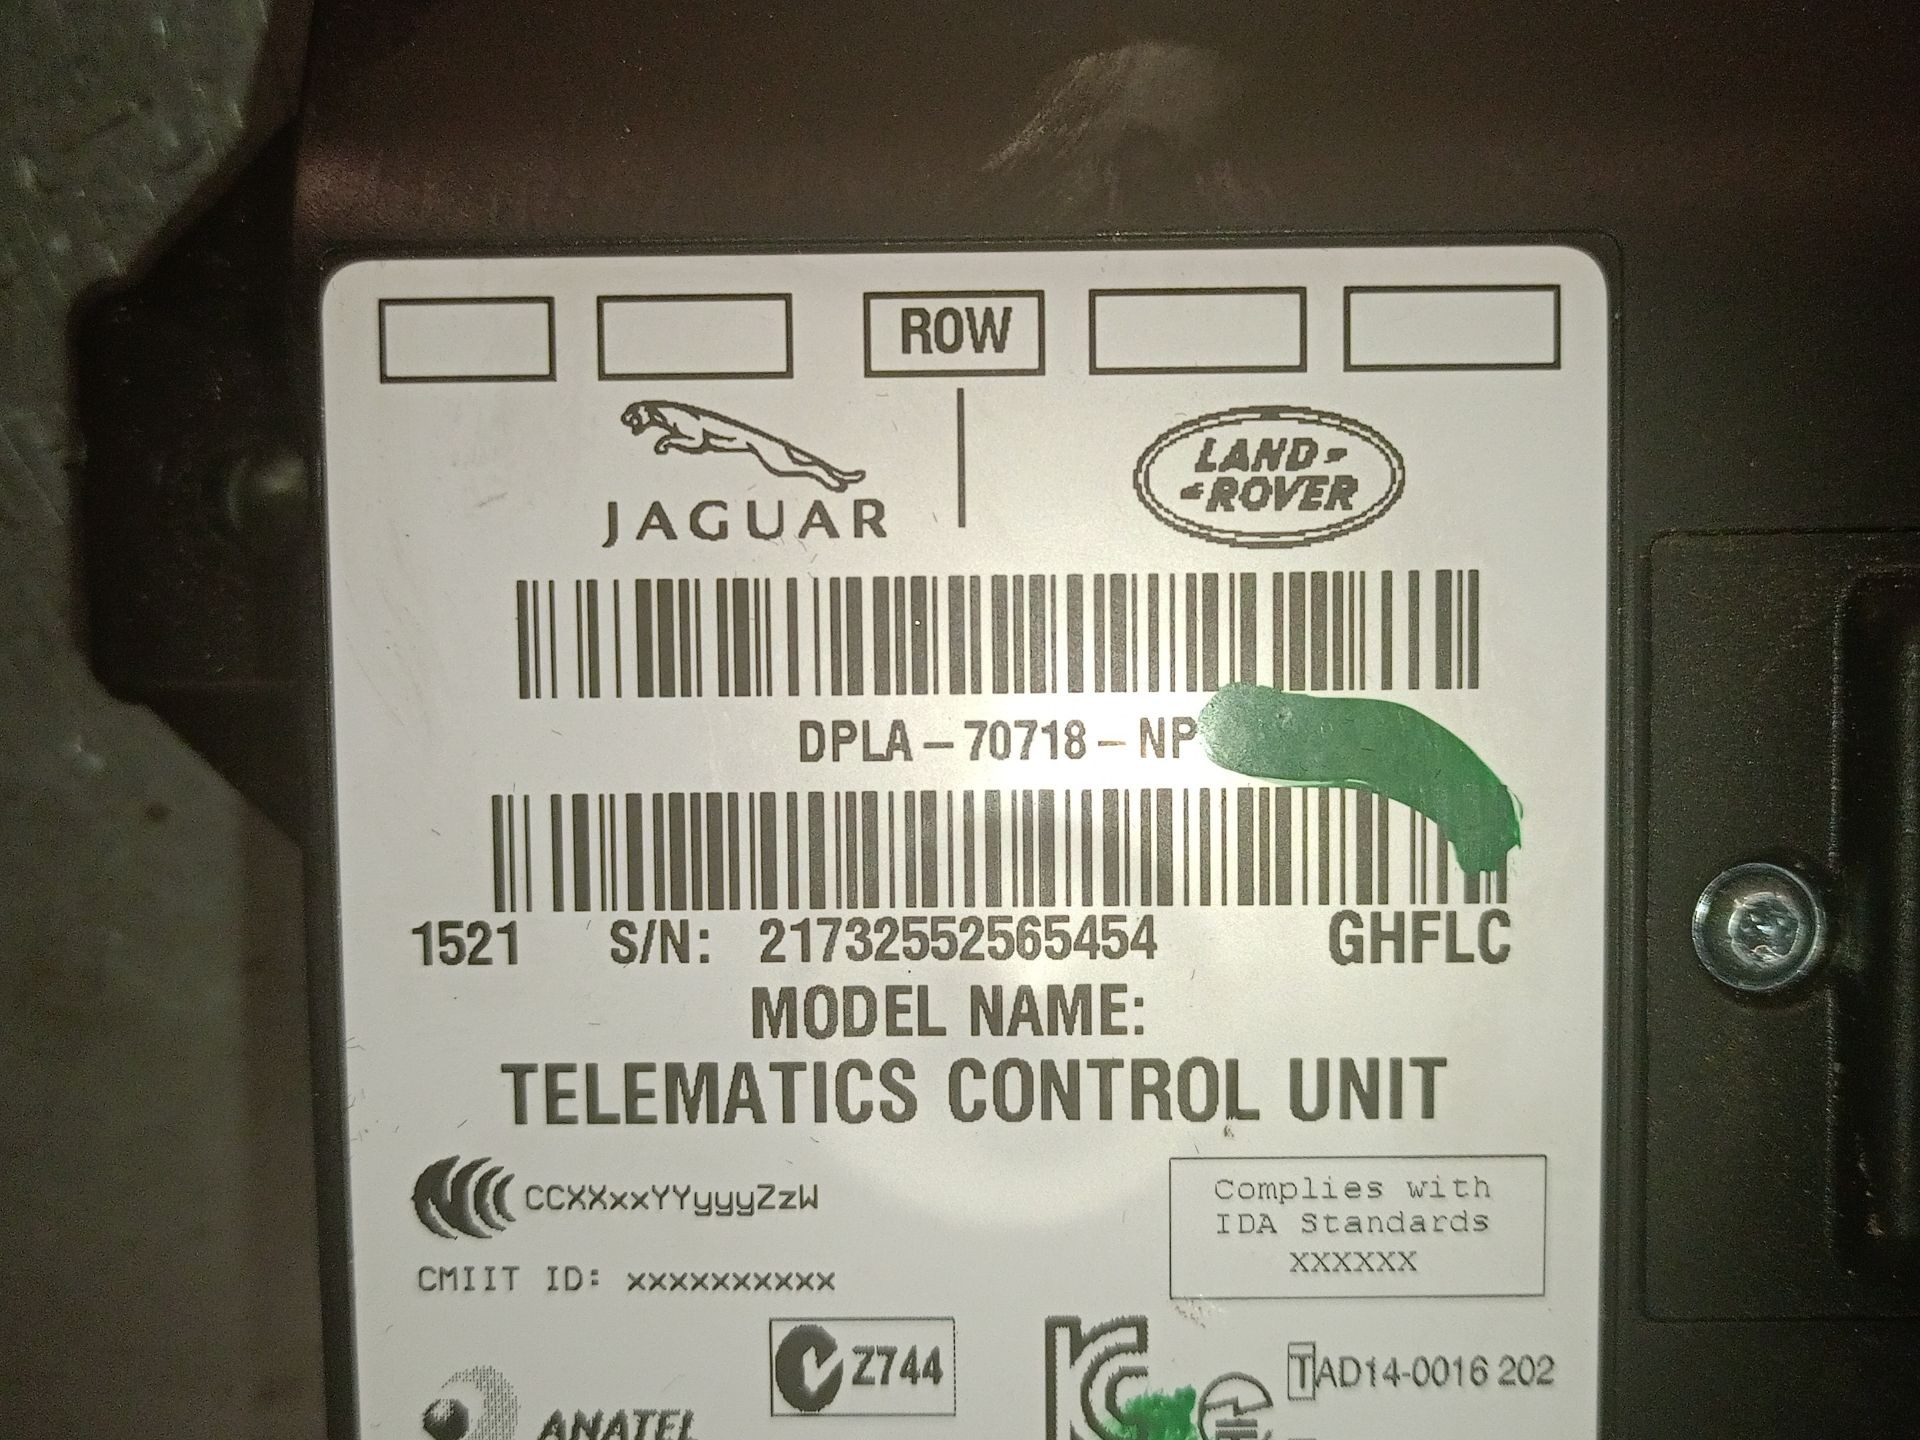 ROW
JAGUAR
LAND-
-ROVER
DPLA-70718-NP
1521 S/N: 21732552565454 GHFLC
MODEL NAME:
TELEMATICS CONTROL UNIT
CCXXxxYYyyyZzW
Complies with
IDA Standards
XXXXXX
CMIIT ID: xxxxxxxxxx
Z744
TAD14-0016 202
ANATEL